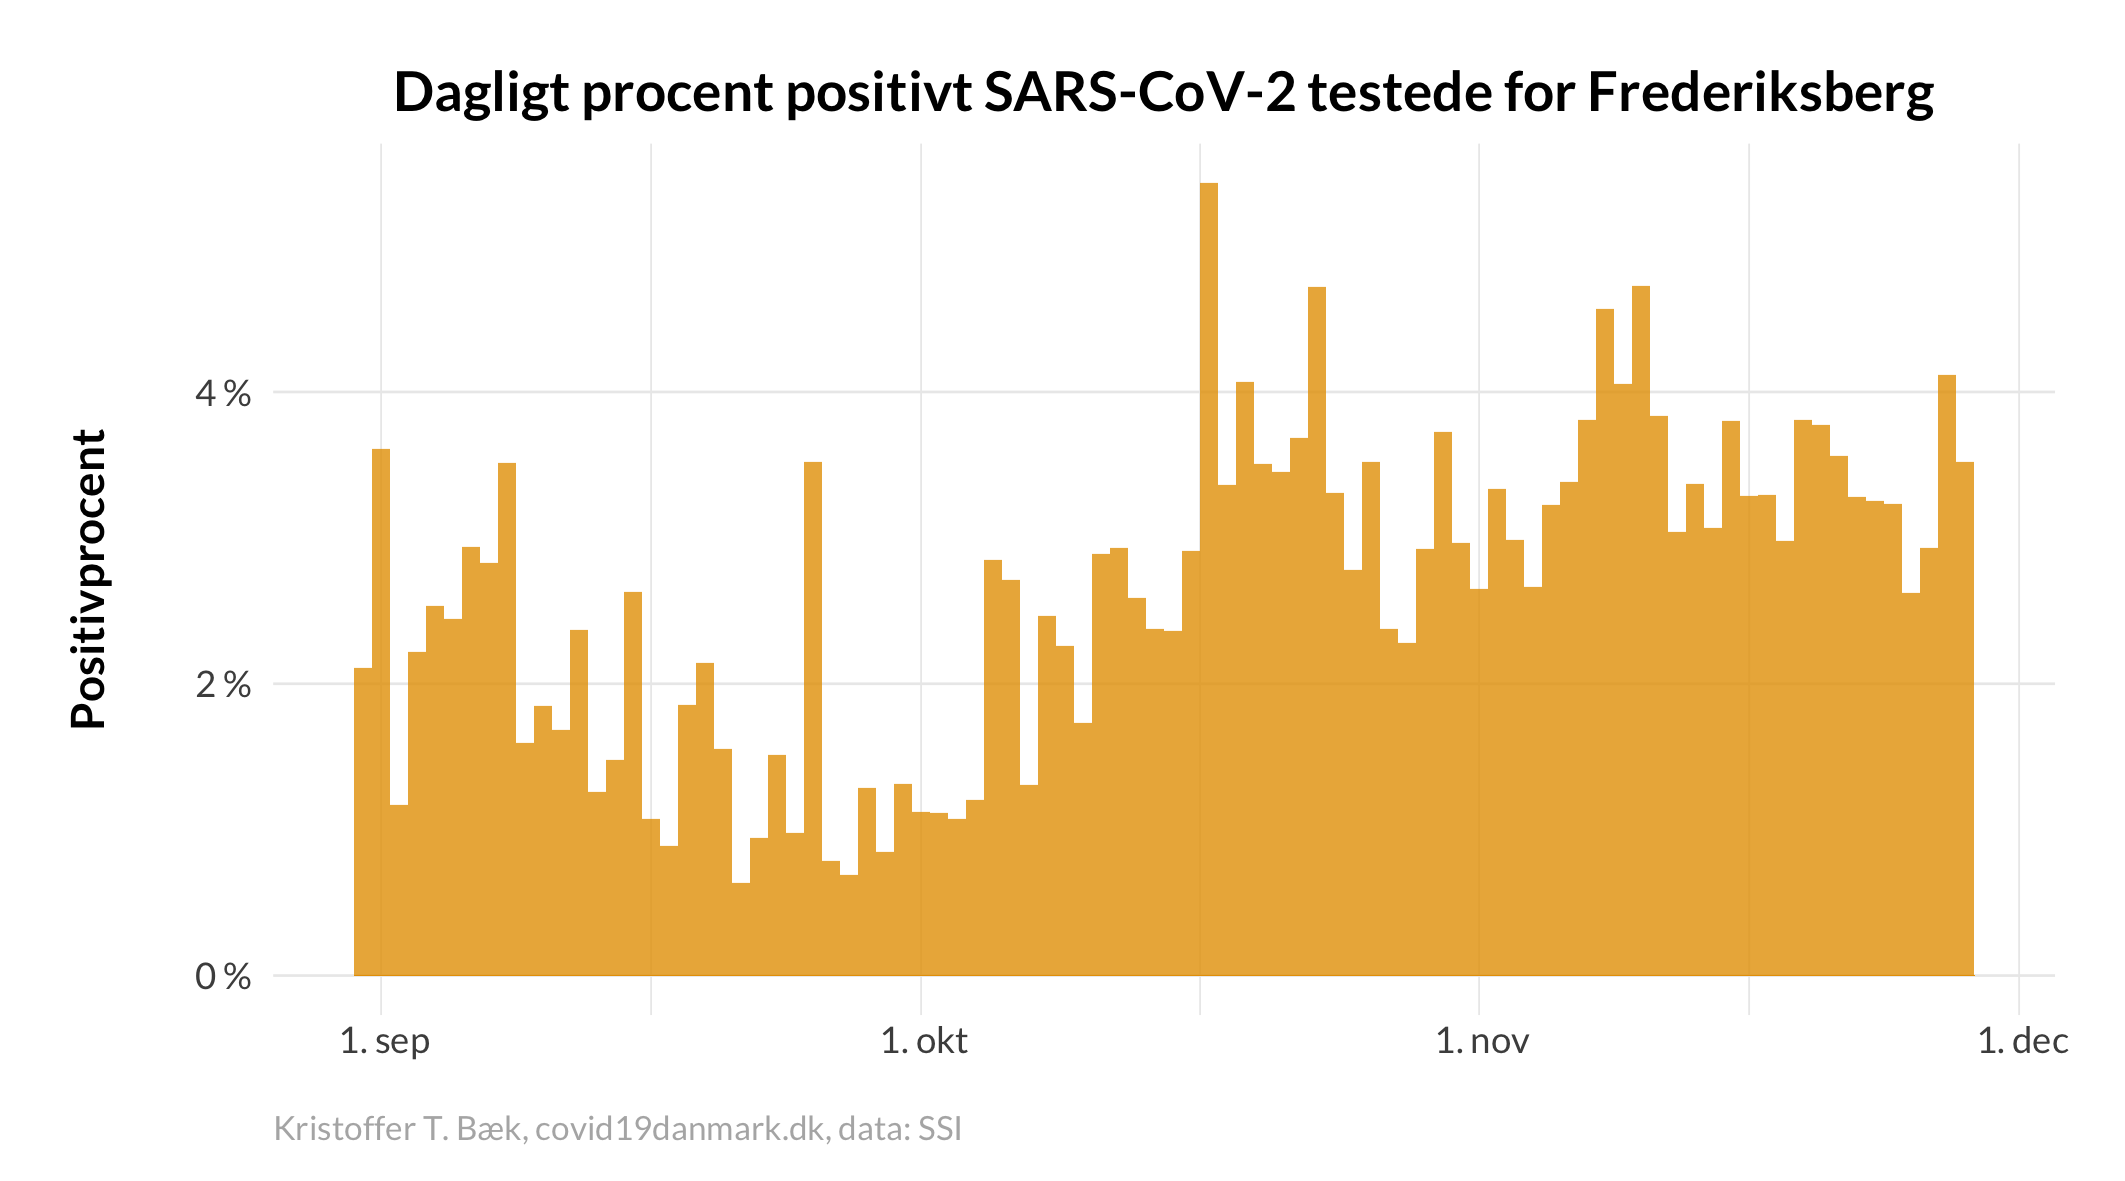 Dagligt procent positivt SARS-CoV-2 testede for Frederiksberg
Positivprocent
4 %
2 %
0 %
1. sep
1. okt
1. nov
1. dec
Kristoffer T. Bæk, covid19danmark.dk, data: SSI